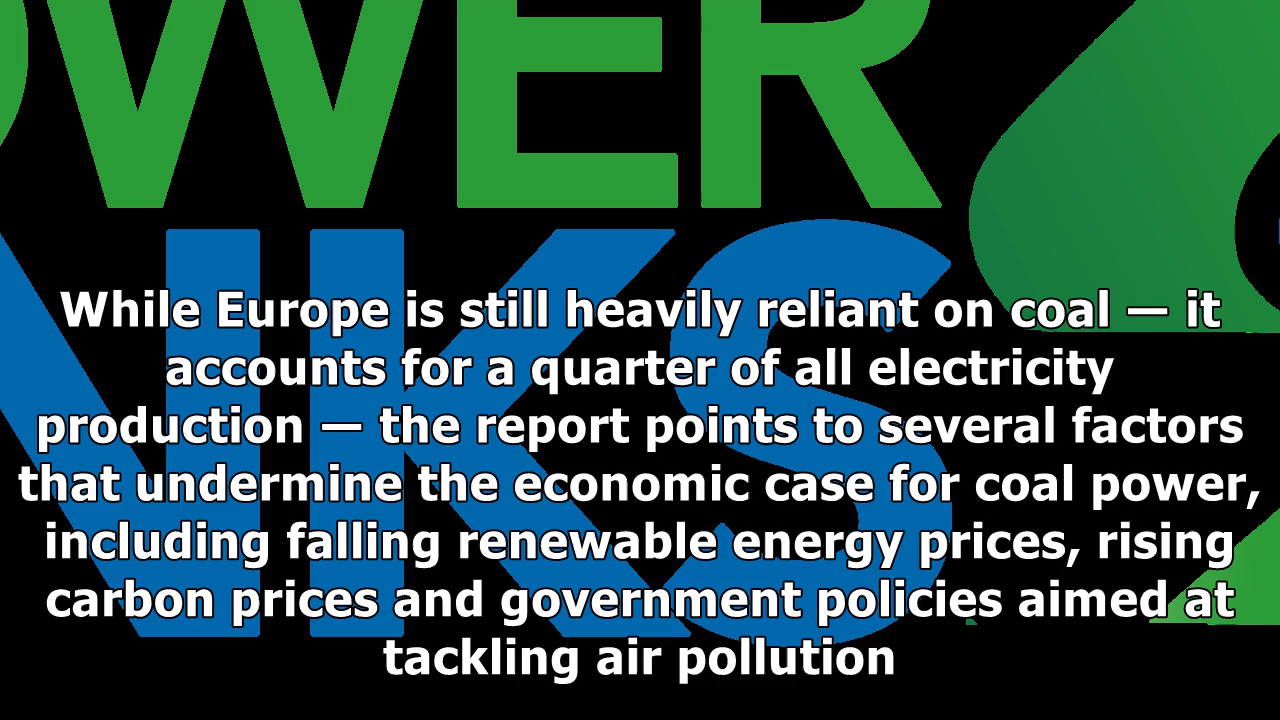 OWER
NKS
While Europe is still heavily reliant on coal — it
accounts for a quarter of all electricity
production — the report points to several factors
that undermine the economic case for coal power,
including falling renewable energy prices, rising
carbon prices and government policies aimed at
tackling air pollution